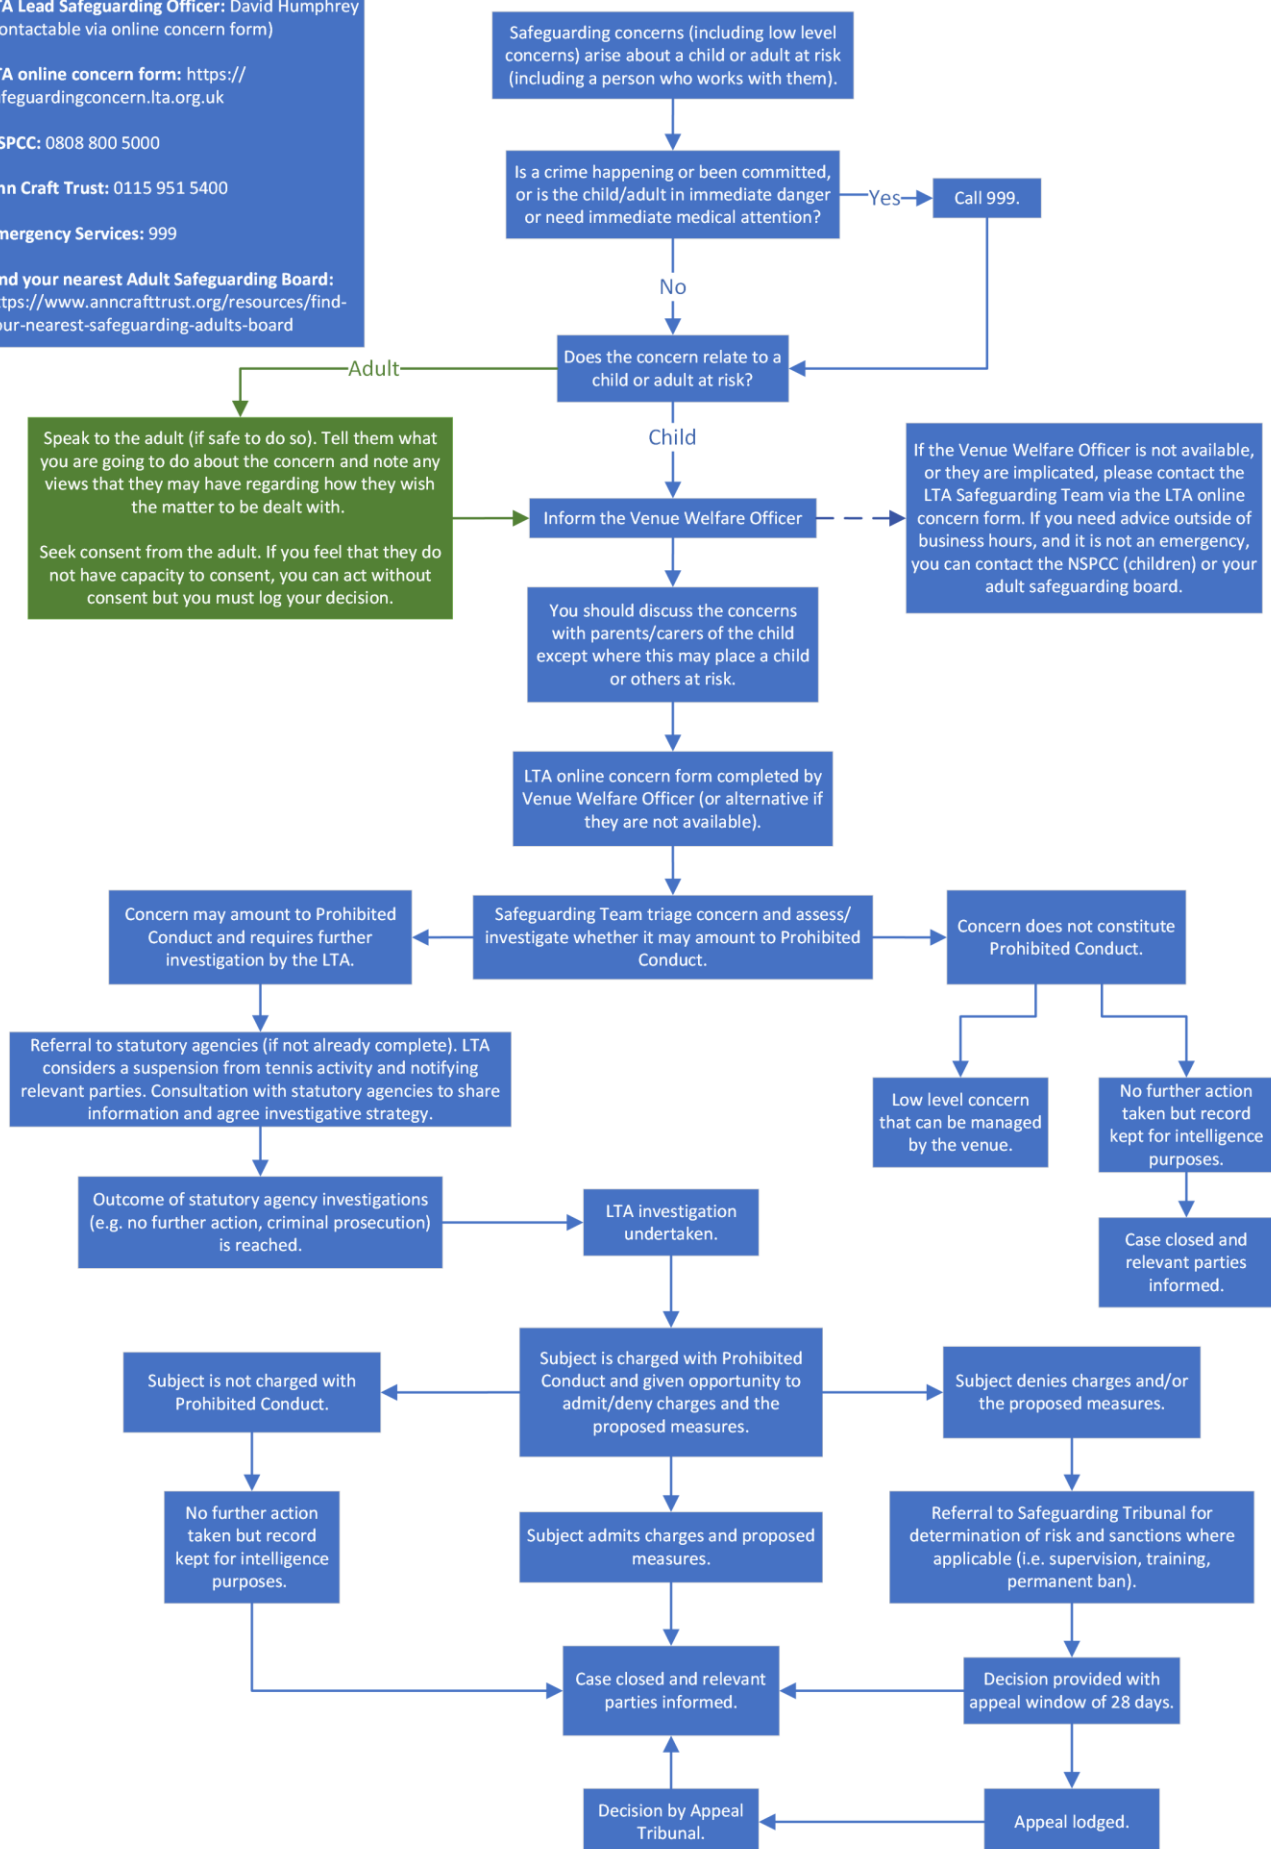 TA Lead Safeguarding Officer: David Humphrey
ontactable via online concern form)
TA online concern form: https://
afeguardingconcern.lta.org.uk
SPCC: 0808 800 5000
nn Craft Trust: 0115 951 5400
mergency Services: 999
nd your nearest Adult Safeguarding Board:
ttps://www.anncrafttrust.org/resources/find-
our-nearest-safeguarding-adults-board
Safeguarding concerns (including low level
concerns) arise about a child or adult at risk
(including a person who works with them).
Is a crime happening or been committed,
or is the child/adult in immediate danger
or need immediate medical attention?
Yes
Call 999.
No
Does the concern relate to a
child or adult at risk?
Adult
Child
Speak to the adult (if safe to do so). Tell them what
you are going to do about the concern and note any
views that they may have regarding how they wish
the matter to be dealt with.
Seek consent from the adult. If you feel that they do
not have capacity to consent, you can act without
consent but you must log your decision.
Inform the Venue Welfare Officer
If the Venue Welfare Officer is not available,
or they are implicated, please contact the
LTA Safeguarding Team via the LTA online
concern form. If you need advice outside of
business hours, and it is not an emergency,
you can contact the NSPCC (children) or your
adult safeguarding board.
You should discuss the concerns
with parents/carers of the child
except where this may place a child
or others at risk.
LTA online concern form completed by
Venue Welfare Officer (or alternative if
they are not available).
Concern may amount to Prohibited
Conduct and requires further
investigation by the LTA.
Safeguarding Team triage concern and assess/
investigate whether it may amount to Prohibited
Conduct.
Concern does not constitute
Prohibited Conduct.
Referral to statutory agencies (if not already complete). LTA
considers a suspension from tennis activity and notifying
relevant parties. Consultation with statutory agencies to share
information and agree investigative strategy.
Low level concern
that can be managed
by the venue.
No further action
taken but record
kept for intelligence
purposes.
Outcome of statutory agency investigations
(e.g. no further action, criminal prosecution)
is reached.
LTA investigation
undertaken.
Case closed and
relevant parties
informed.
Subject is not charged with
Prohibited Conduct.
Subject is charged with Prohibited
Conduct and given opportunity to
admit/deny charges and the
proposed measures.
Subject denies charges and/or
the proposed measures.
No further action
taken but record
kept for intelligence
purposes.
Subject admits charges and proposed
measures.
Referral to Safeguarding Tribunal for
determination of risk and sanctions where
applicable (i.e. supervision, training,
permanent ban).
Case closed and relevant
parties informed.
Decision provided with
appeal window of 28 days.
Decision by Appeal
Tribunal.
Appeal lodged.